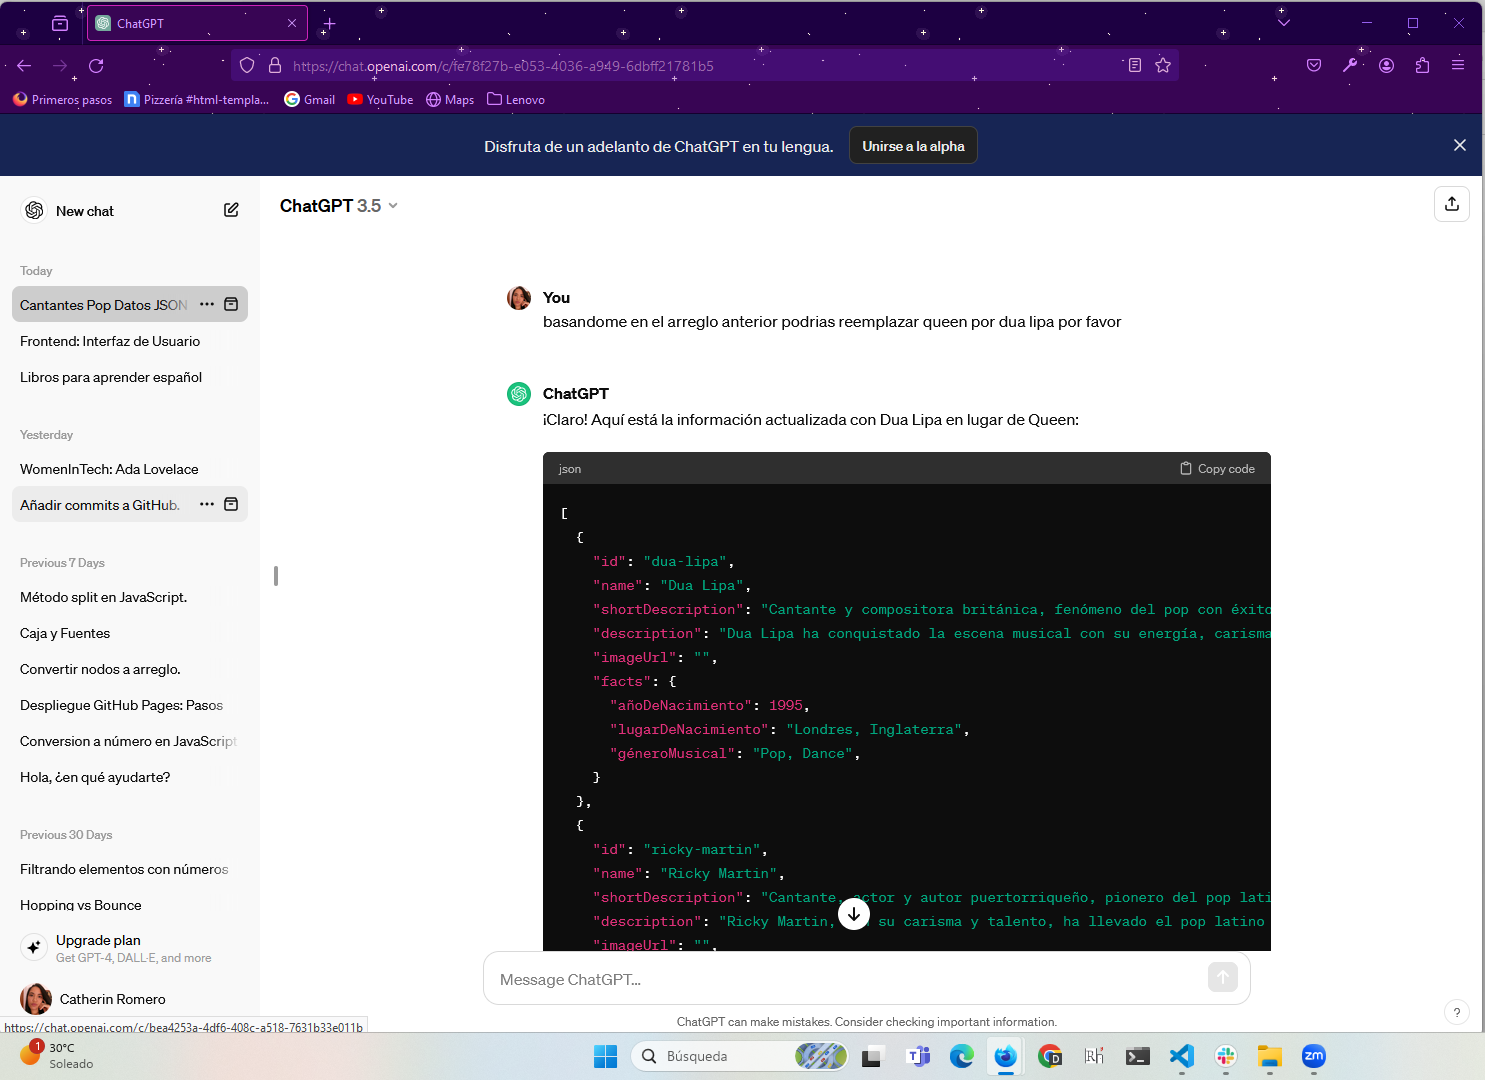 ChatGPT
https://chat.openai.com/c/fe78f27b-e053-4036-a949-6dbff21781b5
Primeros pasos
Pizzería #html-templa...
Gmail
YouTube
Maps
Lenovo
Disfruta de un adelanto de ChatGPT en tu lengua.
Unirse a la alpha
New chat
ChatGPT 3.5
Today
Cantantes Pop Datos JSON
Frontend: Interfaz de Usuario
Libros para aprender español
Yesterday
WomenInTech: Ada Lovelace
Añadir commits a GitHub.
Previous 7 Days
Método split en JavaScript.
Caja y Fuentes
Convertir nodos a arreglo.
Despliegue GitHub Pages: Pasos
Conversion a número en JavaScript
Hola, ¿en qué ayudarte?
Previous 30 Days
Filtrando elementos con números
Hopping vs Bounce
Upgrade plan
Get GPT-4, DALL·E, and more
Catherin Romero
https://chat.openai.com/c/bea4253a-4df6-408c-a518-7631b33e011b
You
basandome en el arreglo anterior podrias reemplazar queen por dua lipa por favor
ChatGPT
¡Claro! Aquí está la información actualizada con Dua Lipa en lugar de Queen:
json
Copy code
[
{
"id": "dua-lipa",
"name": "Dua Lipa",
"shortDescription": "Cantante y compositora británica, fenómeno del pop con éxito
"description": "Dua Lipa ha conquistado la escena musical con su energía, carisma
"imageUrl": "",
"facts": {
"añoDeNacimiento": 1995,
"lugarDeNacimiento": "Londres, Inglaterra",
"géneroMusical": "Pop, Dance",
}
},
{
"id": "ricky-martin",
"name": "Ricky Martin",
"shortDescription": "Cantante, actor y autor puertorriqueño, pionero del pop lati
"description": "Ricky Martin, su carisma y talento, ha llevado el pop latino
"imageUrl": "",
Message ChatGPT...
ChatGPT can make mistakes. Consider checking important information.
?
1
30°C
Soleado
Búsqueda
D
zm